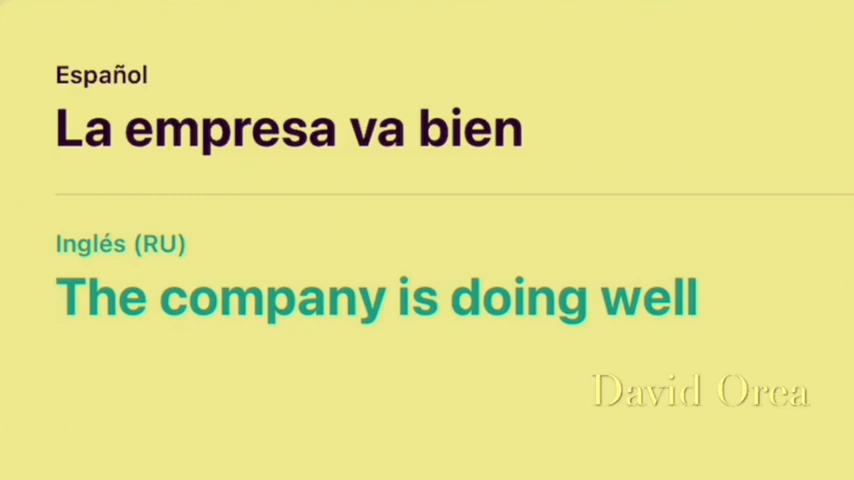 Español
La empresa va bien
Inglés (RU)
The company is doing well
David Orea